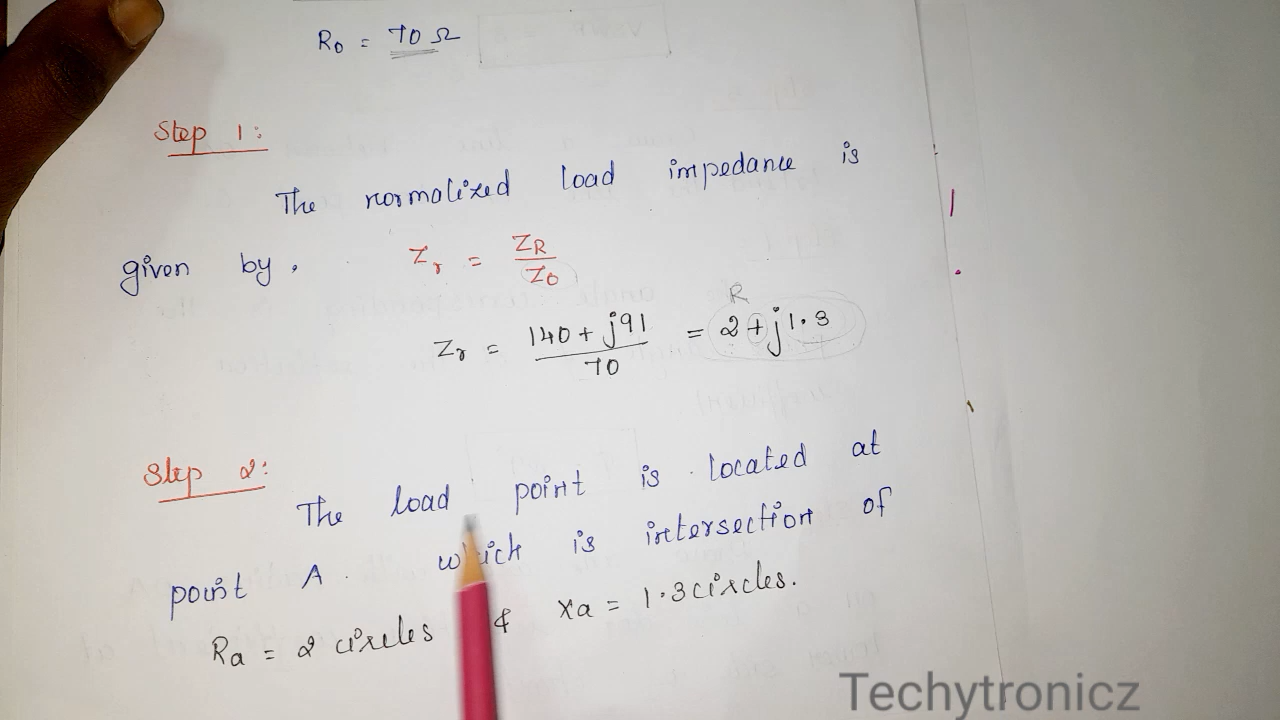 R₀ = 70 Ω
Step 1:
The normalized load impedance is
given by, Zᵣ = Z_R / Z₀
R
Zᵣ = 140 + j91 / 70 = 2 + j1.3
Step 2:
The load point is located at
point A. which is intersection of
Ra = 2 circles & Xa = 1.3 circles.
Techytronicz